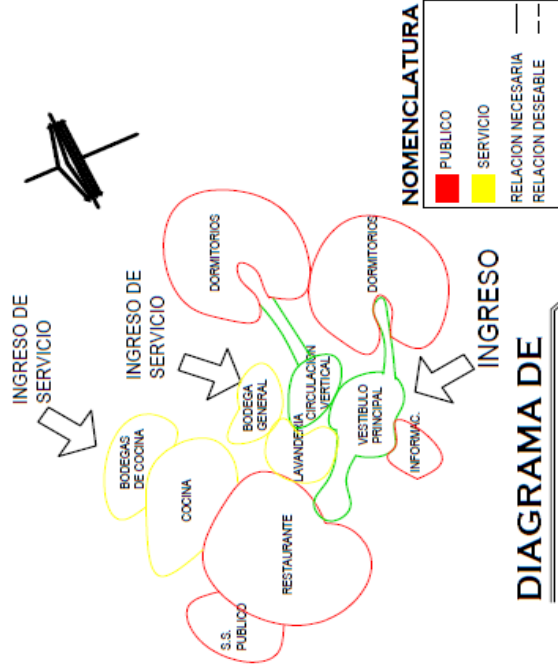 INGRESO DE
SERVICIO
INGRESO DE
SERVICIO
BODEGAS
DE COCINA
COCINA
BODEGA
GENERAL
DORMITORIOS
LAVANDERIA
CIRCULACION
VERTICAL
S.S.
PUBLICO
RESTAURANTE
VESTIBULO
PRINCIPAL
DORMITORIOS
INFORMAC.
INGRESO
NOMENCLATURA
PUBLICO
SERVICIO
RELACION NECESARIA
RELACION DESEABLE
DIAGRAMA DE